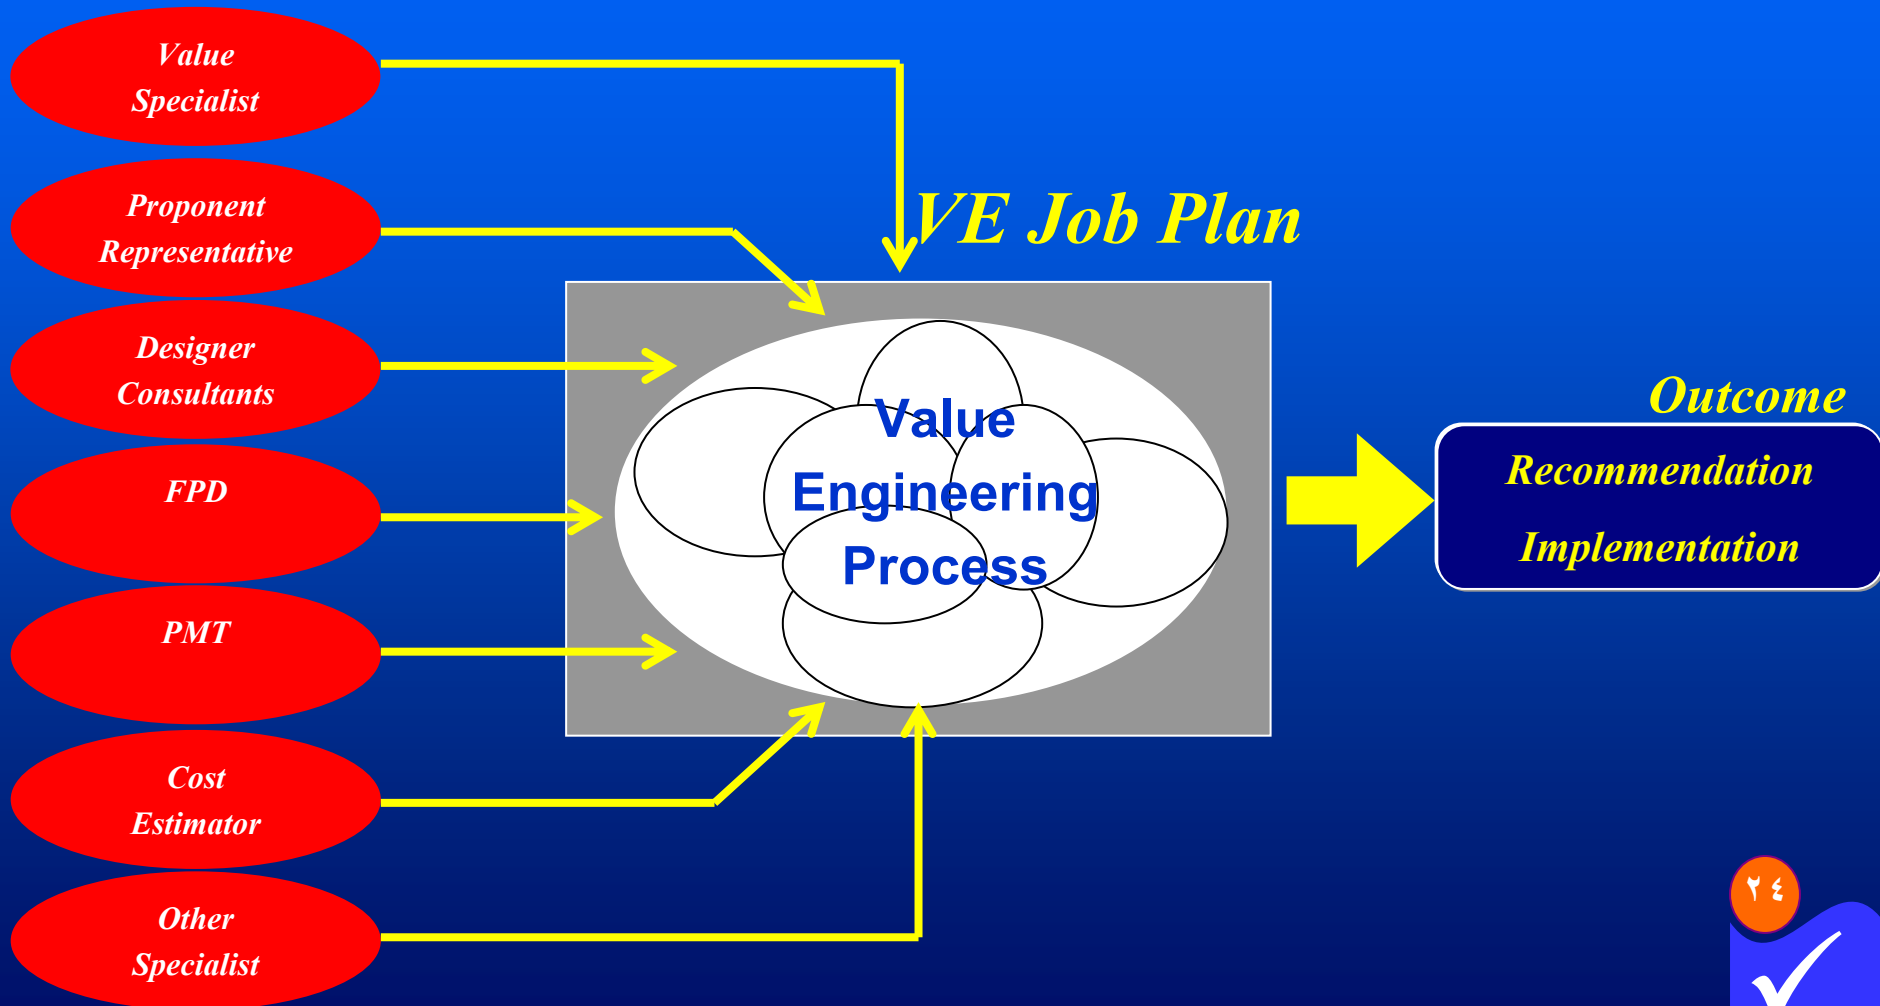 Value
Specialist
Proponent
Representative
Designer
Consultants
FPD
PMT
Cost
Estimator
Other
Specialist
VE Job Plan
Value
Engineering
Process
Outcome
Recommendation
Implementation
٢٤